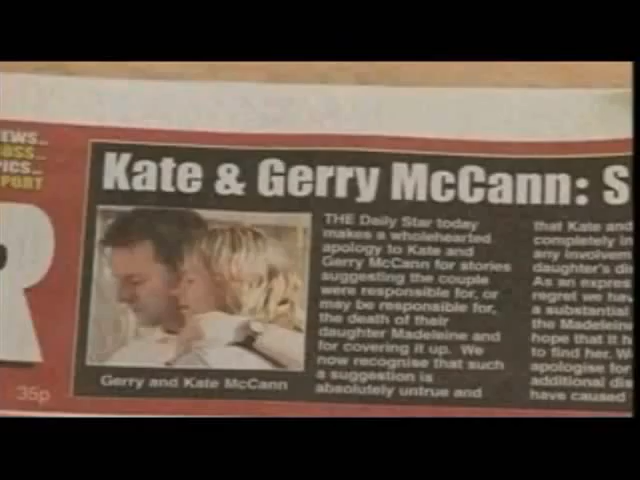 EWS...
OSS...
PICS...
PORT
R
35p
Kate & Gerry McCann: S
Gerry and Kate McCann
THE Daily Star today
makes a wholehearted
apology to Kate and
Gerry McCann for stories
suggesting the couple
were responsible for, or
may be responsible for,
the death of their
daughter Madeleine and
for covering it up. We
now recognise that such
a suggestion is
absolutely untrue and
that Kate and
completely in
any involvem
daughter's di
As an expres
regret we hav
a substantial
the Madelein
hope that it h
to find her. W
apologise for
additional dis
have caused